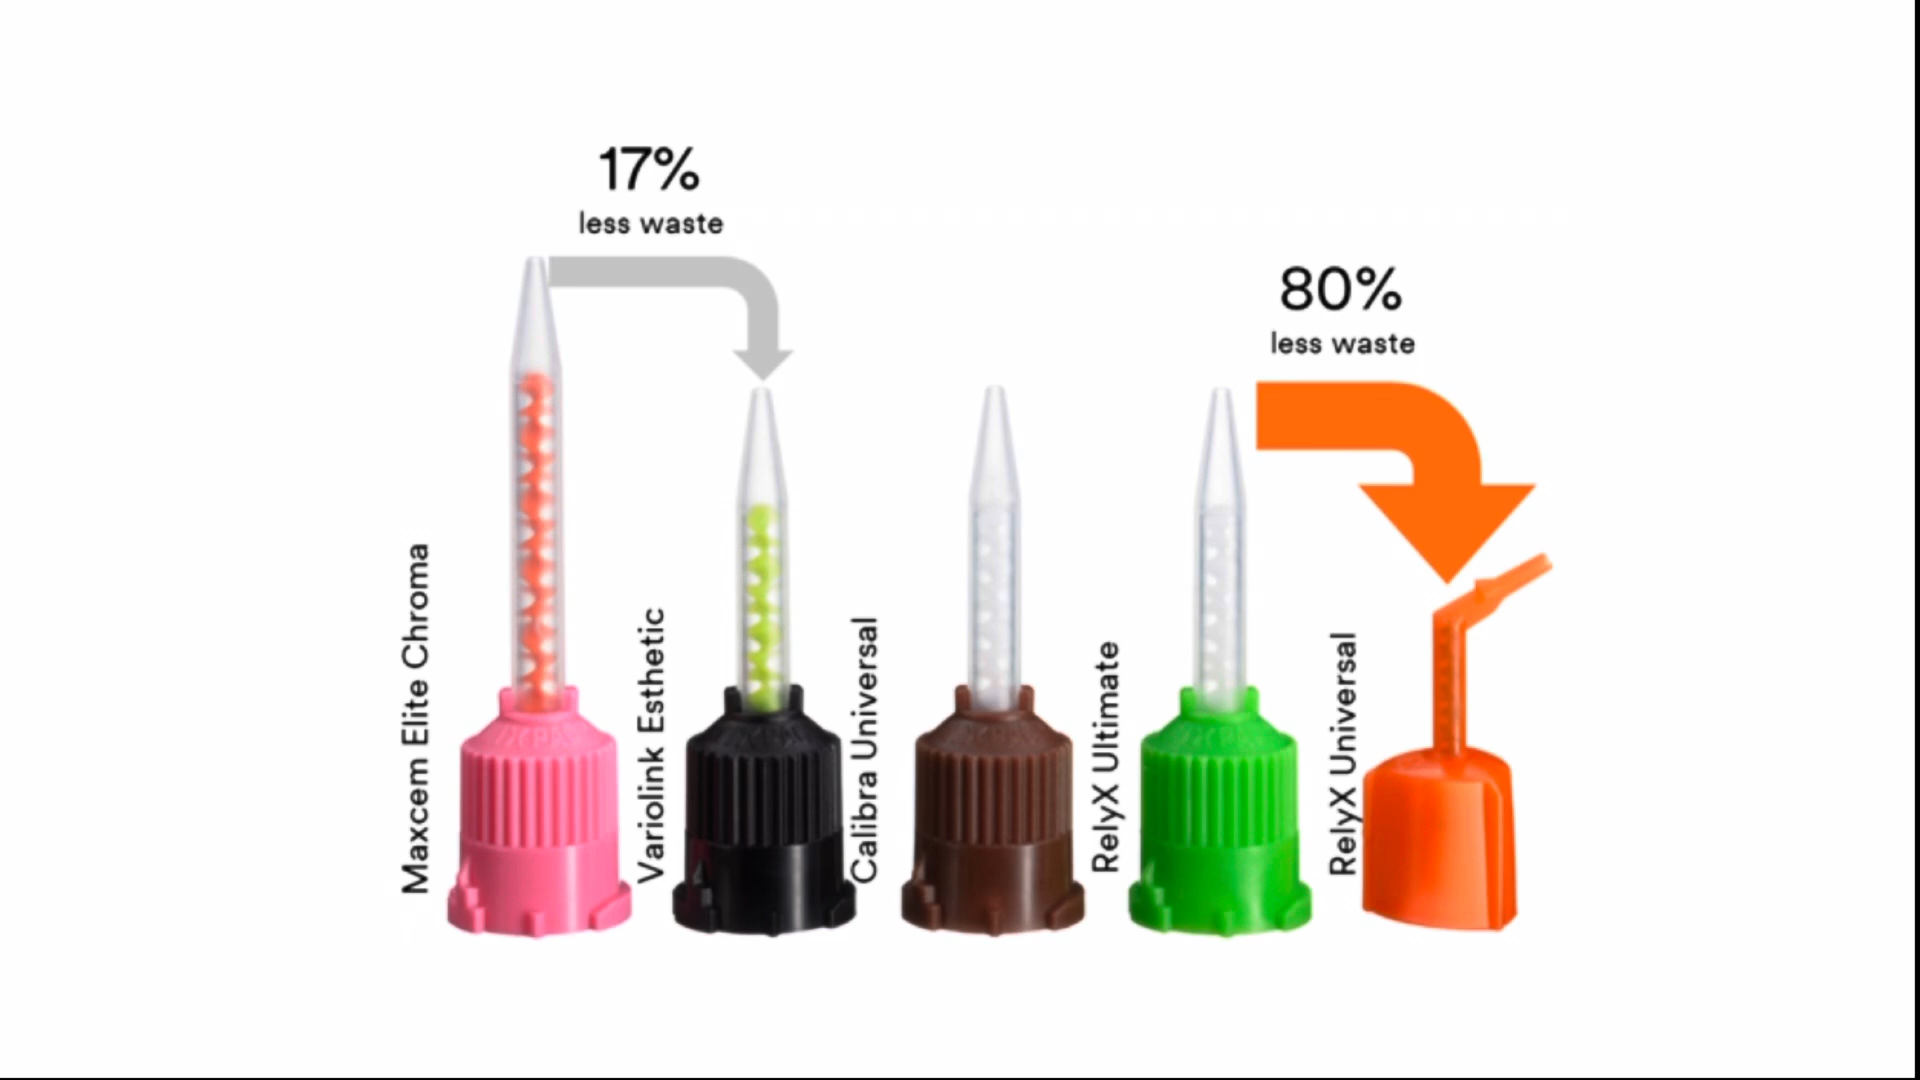 17%
less waste
80%
less waste
Maxcem Elite Chroma
Variolink Esthetic
Calibra Universal
RelyX Ultimate
RelyX Universal